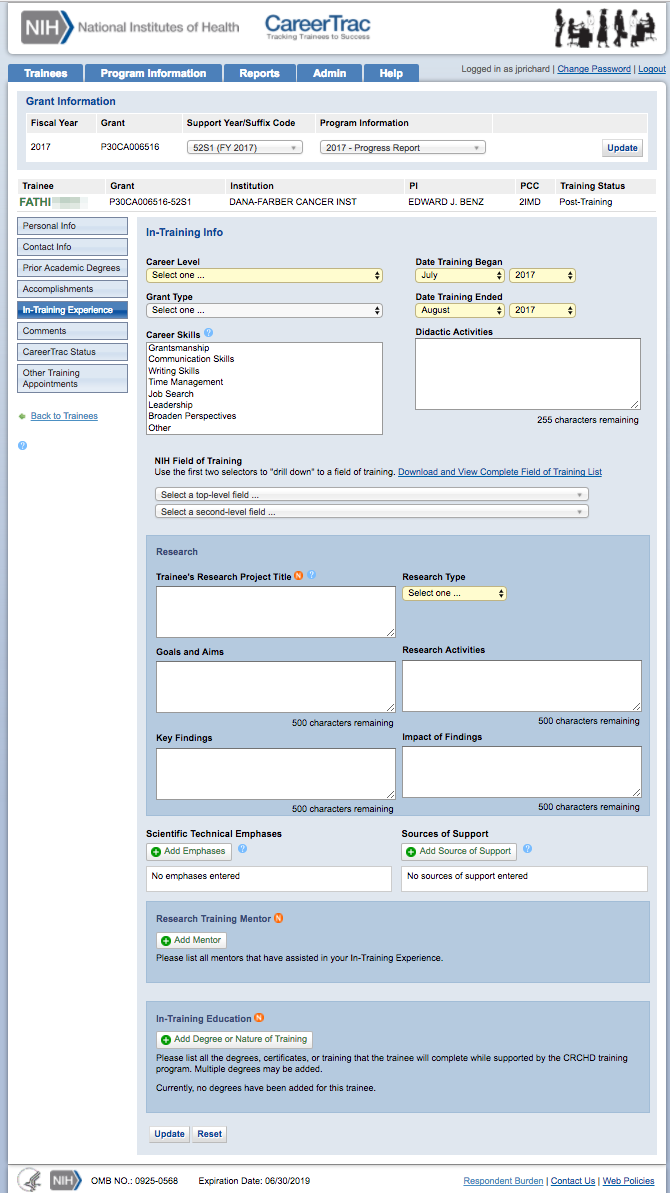 NIH National Institutes of Health
CareerTrac
Tracking Trainees to Success
Trainees Program Information Reports Admin Help
Logged in as jprichard | Change Password | Logout
Grant Information
Fiscal Year Grant Support Year/Suffix Code Program Information
2017 P30CA006516 52S1 (FY 2017) 2017 - Progress Report Update
Trainee Grant Institution PI PCC Training Status
FATHI P30CA006516-52S1 DANA-FARBER CANCER INST EDWARD J. BENZ 2IMD Post-Training
Personal Info
Contact Info
Prior Academic Degrees
Accomplishments
In-Training Experience
Comments
CareerTrac Status
Other Training
Appointments
Back to Trainees
?
In-Training Info
Career Level Date Training Began
Select one ... July 2017
Grant Type Date Training Ended
Select one ... August 2017
Career Skills ? Didactic Activities
Grantsmanship
Communication Skills
Writing Skills
Time Management
Job Search
Leadership
Broaden Perspectives
Other
255 characters remaining
NIH Field of Training
Use the first two selectors to "drill down" to a field of training. Download and View Complete Field of Training List
Select a top-level field ...
Select a second-level field ...
Research
Trainee's Research Project Title N ? Research Type
Select one ...
Goals and Aims Research Activities
500 characters remaining 500 characters remaining
Key Findings Impact of Findings
500 characters remaining 500 characters remaining
Scientific Technical Emphases Sources of Support
Add Emphases ? Add Source of Support ?
No emphases entered No sources of support entered
Research Training Mentor N
Add Mentor
Please list all mentors that have assisted in your In-Training Experience.
In-Training Education N
Add Degree or Nature of Training
Please list all the degrees, certificates, or training that the trainee will complete while supported by the CRCHD training
program. Multiple degrees may be added.
Currently, no degrees have been added for this trainee.
Update Reset
NIH OMB NO.: 0925-0568 Expiration Date: 06/30/2019 Respondent Burden | Contact Us | Web Policies